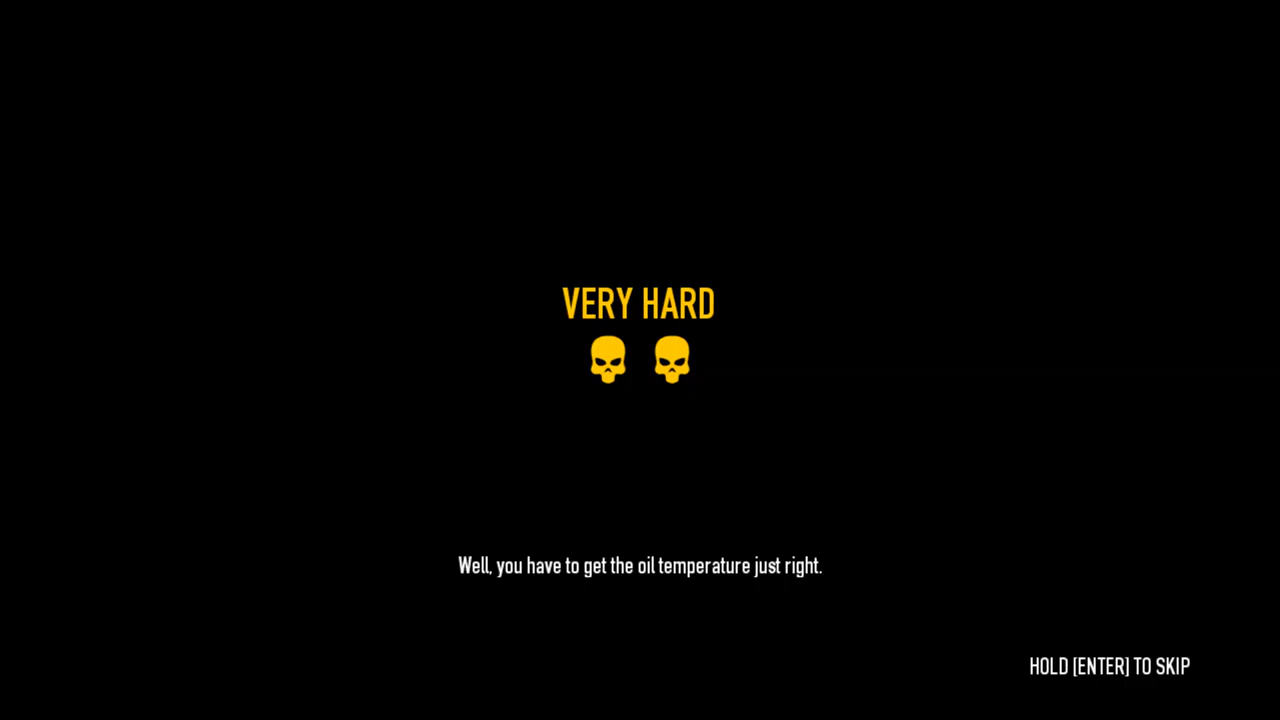 VERY HARD
Well, you have to get the oil temperature just right.
HOLD [ENTER] TO SKIP